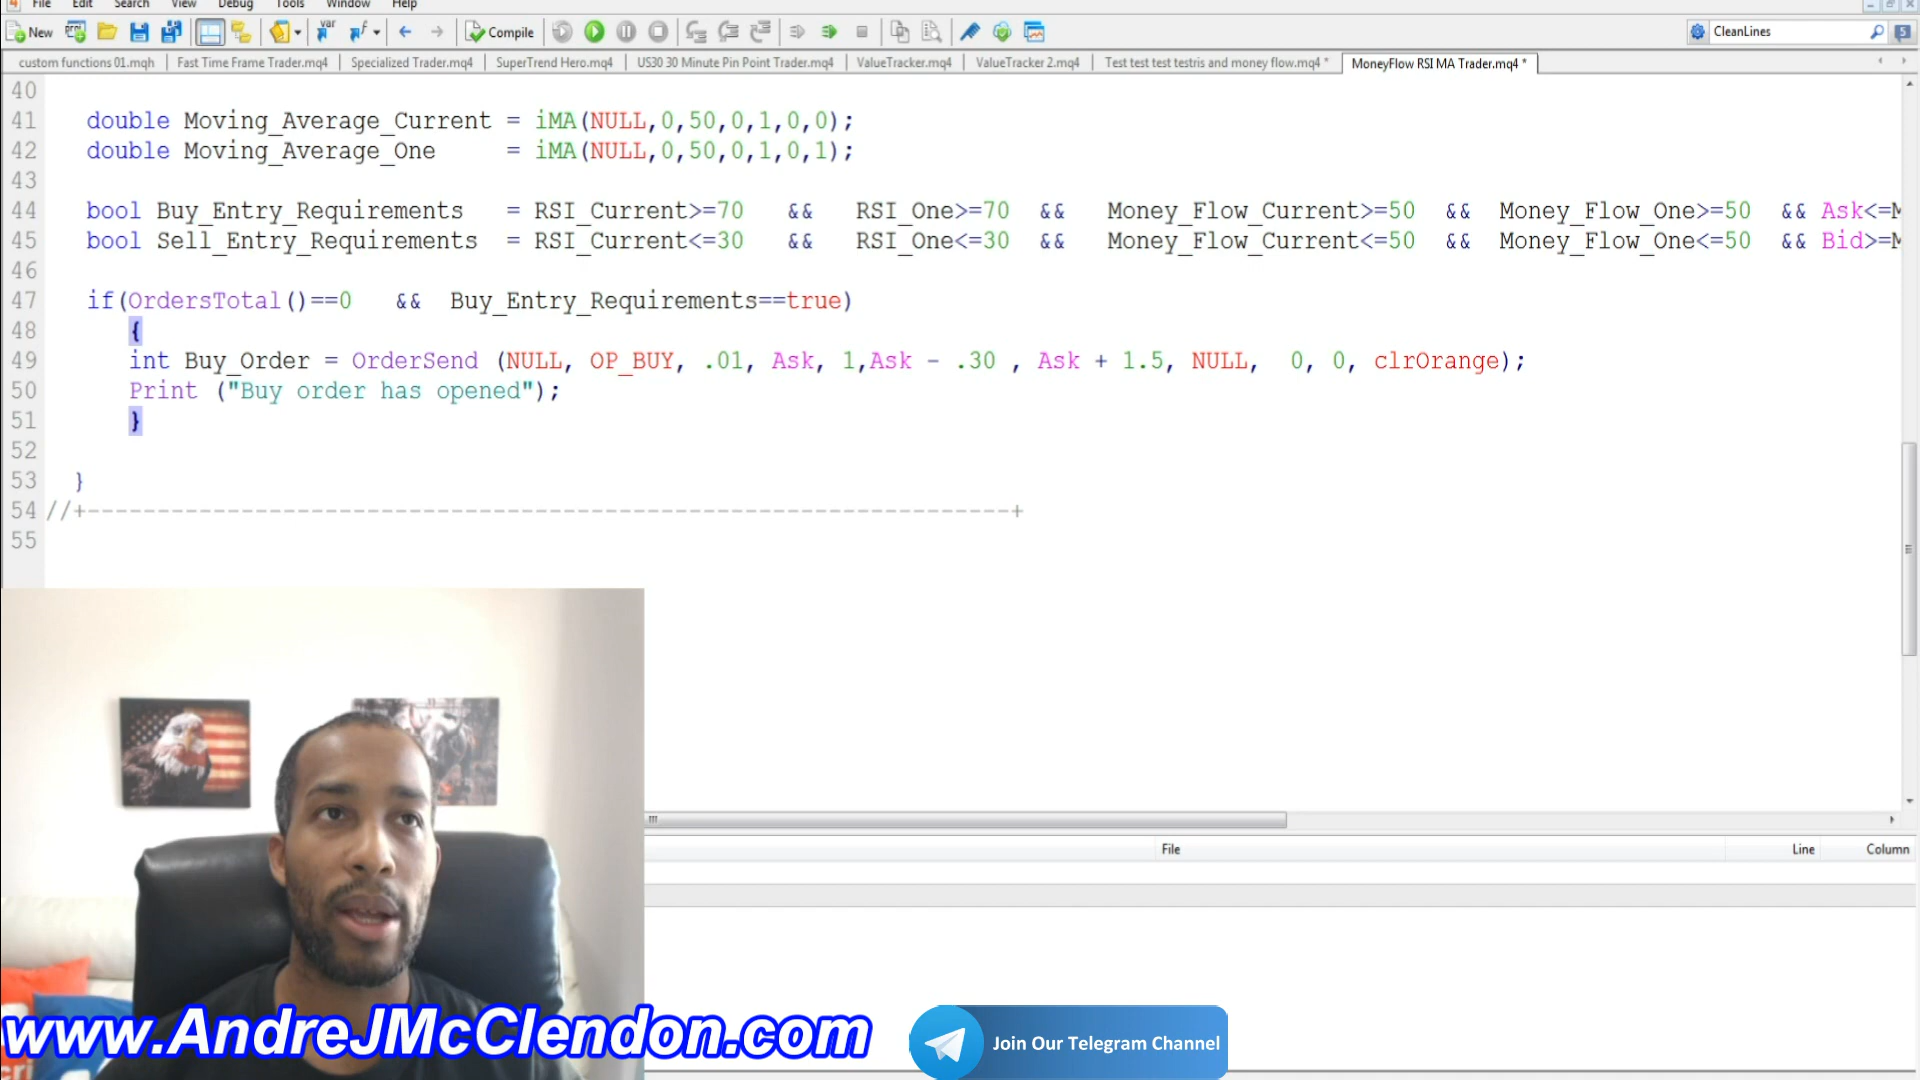 File Edit Search View Debug Tools Window Help
New Compile CleanLines
custom functions 01.mqh Fast Time Frame Trader.mq4 Specialized Trader.mq4 SuperTrend Hero.mq4 US30 30 Minute Pin Point Trader.mq4 ValueTracker.mq4 ValueTracker 2.mq4 Test test test testris and money flow.mq4 * MoneyFlow RSI MA Trader.mq4 *
40
41 double Moving_Average_Current = iMA(NULL,0,50,0,1,0,0);
42 double Moving_Average_One = iMA(NULL,0,50,0,1,0,1);
43
44 bool Buy_Entry_Requirements = RSI_Current>=70 && RSI_One>=70 && Money_Flow_Current>=50 && Money_Flow_One>=50 && Ask<=M
45 bool Sell_Entry_Requirements = RSI_Current<=30 && RSI_One<=30 && Money_Flow_Current<=50 && Money_Flow_One<=50 && Bid>=M
46
47 if(OrdersTotal()==0 && Buy_Entry_Requirements==true)
48 {
49 int Buy_Order = OrderSend (NULL, OP_BUY, .01, Ask, 1,Ask - .30 , Ask + 1.5, NULL, 0, 0, clrOrange);
50 Print ("Buy order has opened");
51 }
52
53 }
54 //+------------------------------------------------------------------+
55
File Line Column
www.AndreJMcClendon.com
Join Our Telegram Channel